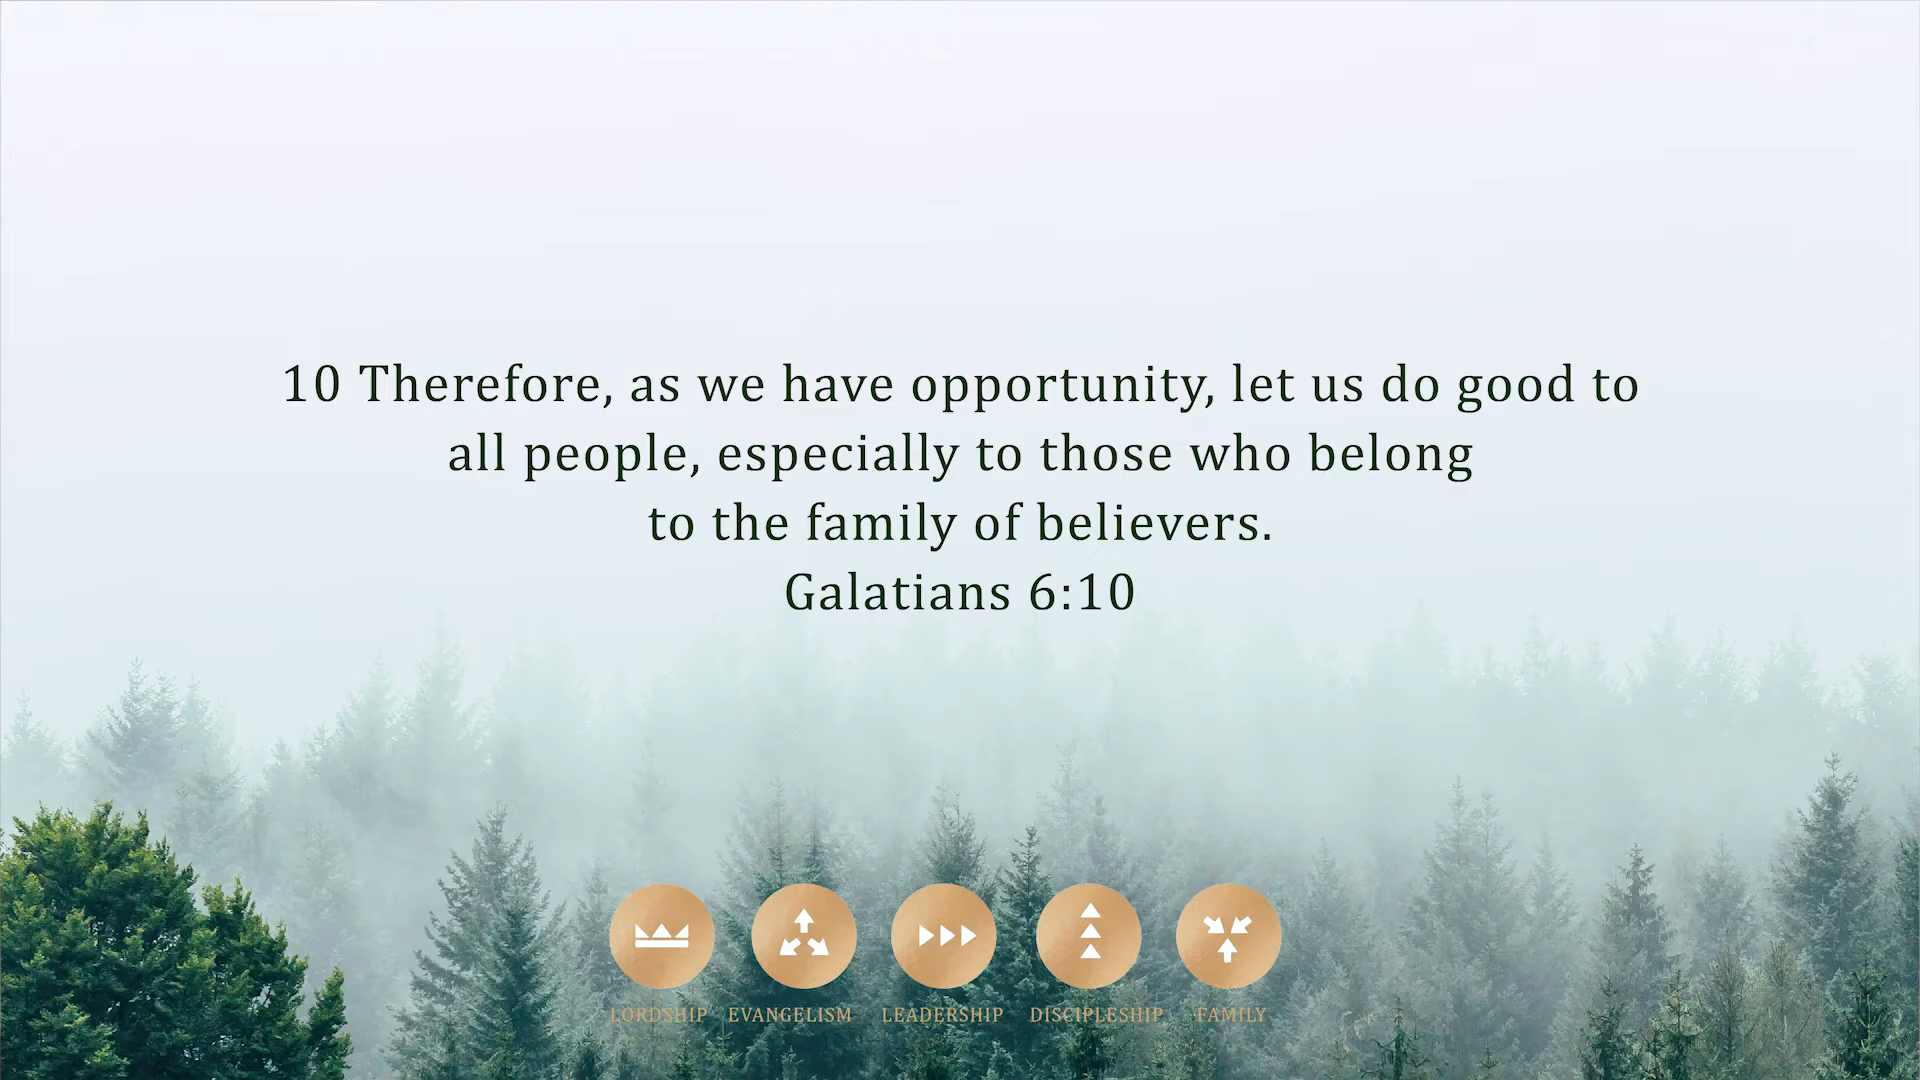 10 Therefore, as we have opportunity, let us do good to
all people, especially to those who belong
to the family of believers.
Galatians 6:10
LORDSHIP EVANGELISM LEADERSHIP DISCIPLESHIP FAMILY